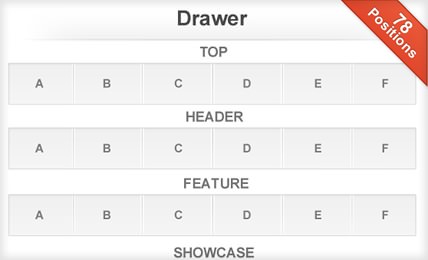 Drawer
78
Positions
TOP
A B C D E F
HEADER
A B C D E F
FEATURE
A B C D E F
SHOWCASE